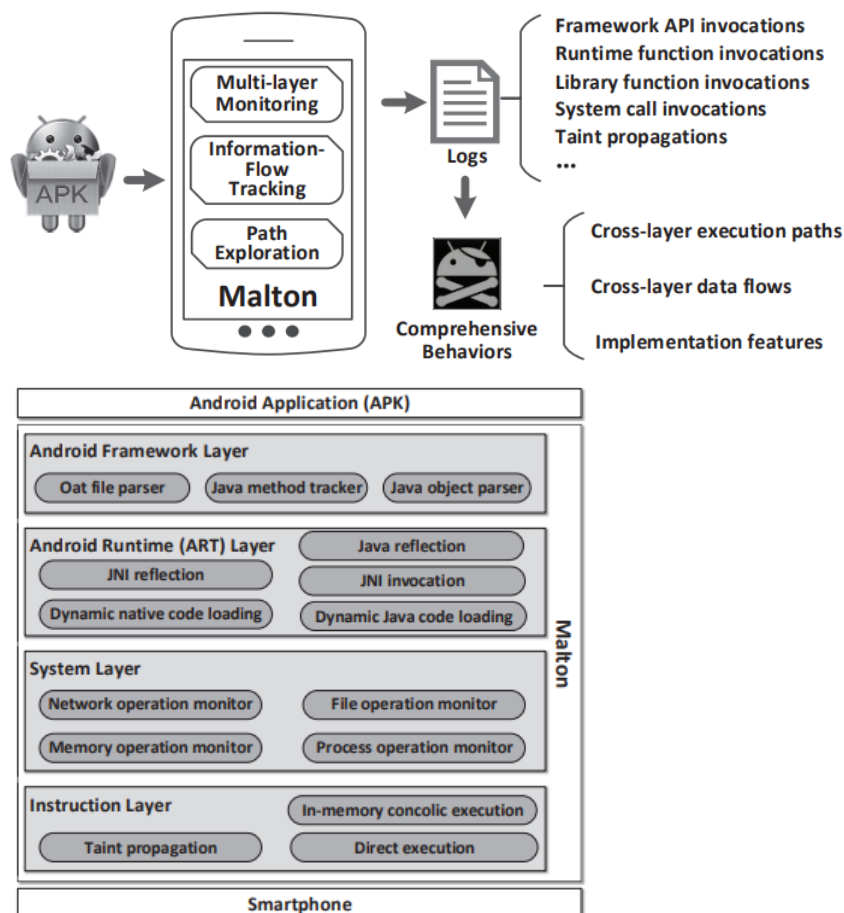 APK
Multi-layer
Monitoring
Information-
Flow
Tracking
Path
Exploration
Malton
Logs
Framework API invocations
Runtime function invocations
Library function invocations
System call invocations
Taint propagations
...
Comprehensive
Behaviors
Cross-layer execution paths
Cross-layer data flows
Implementation features
Android Application (APK)
Android Framework Layer
Oat file parser
Java method tracker
Java object parser
Android Runtime (ART) Layer
Java reflection
JNI reflection
JNI invocation
Dynamic native code loading
Dynamic Java code loading
System Layer
Network operation monitor
File operation monitor
Memory operation monitor
Process operation monitor
Instruction Layer
In-memory concolic execution
Taint propagation
Direct execution
Malton
Smartphone